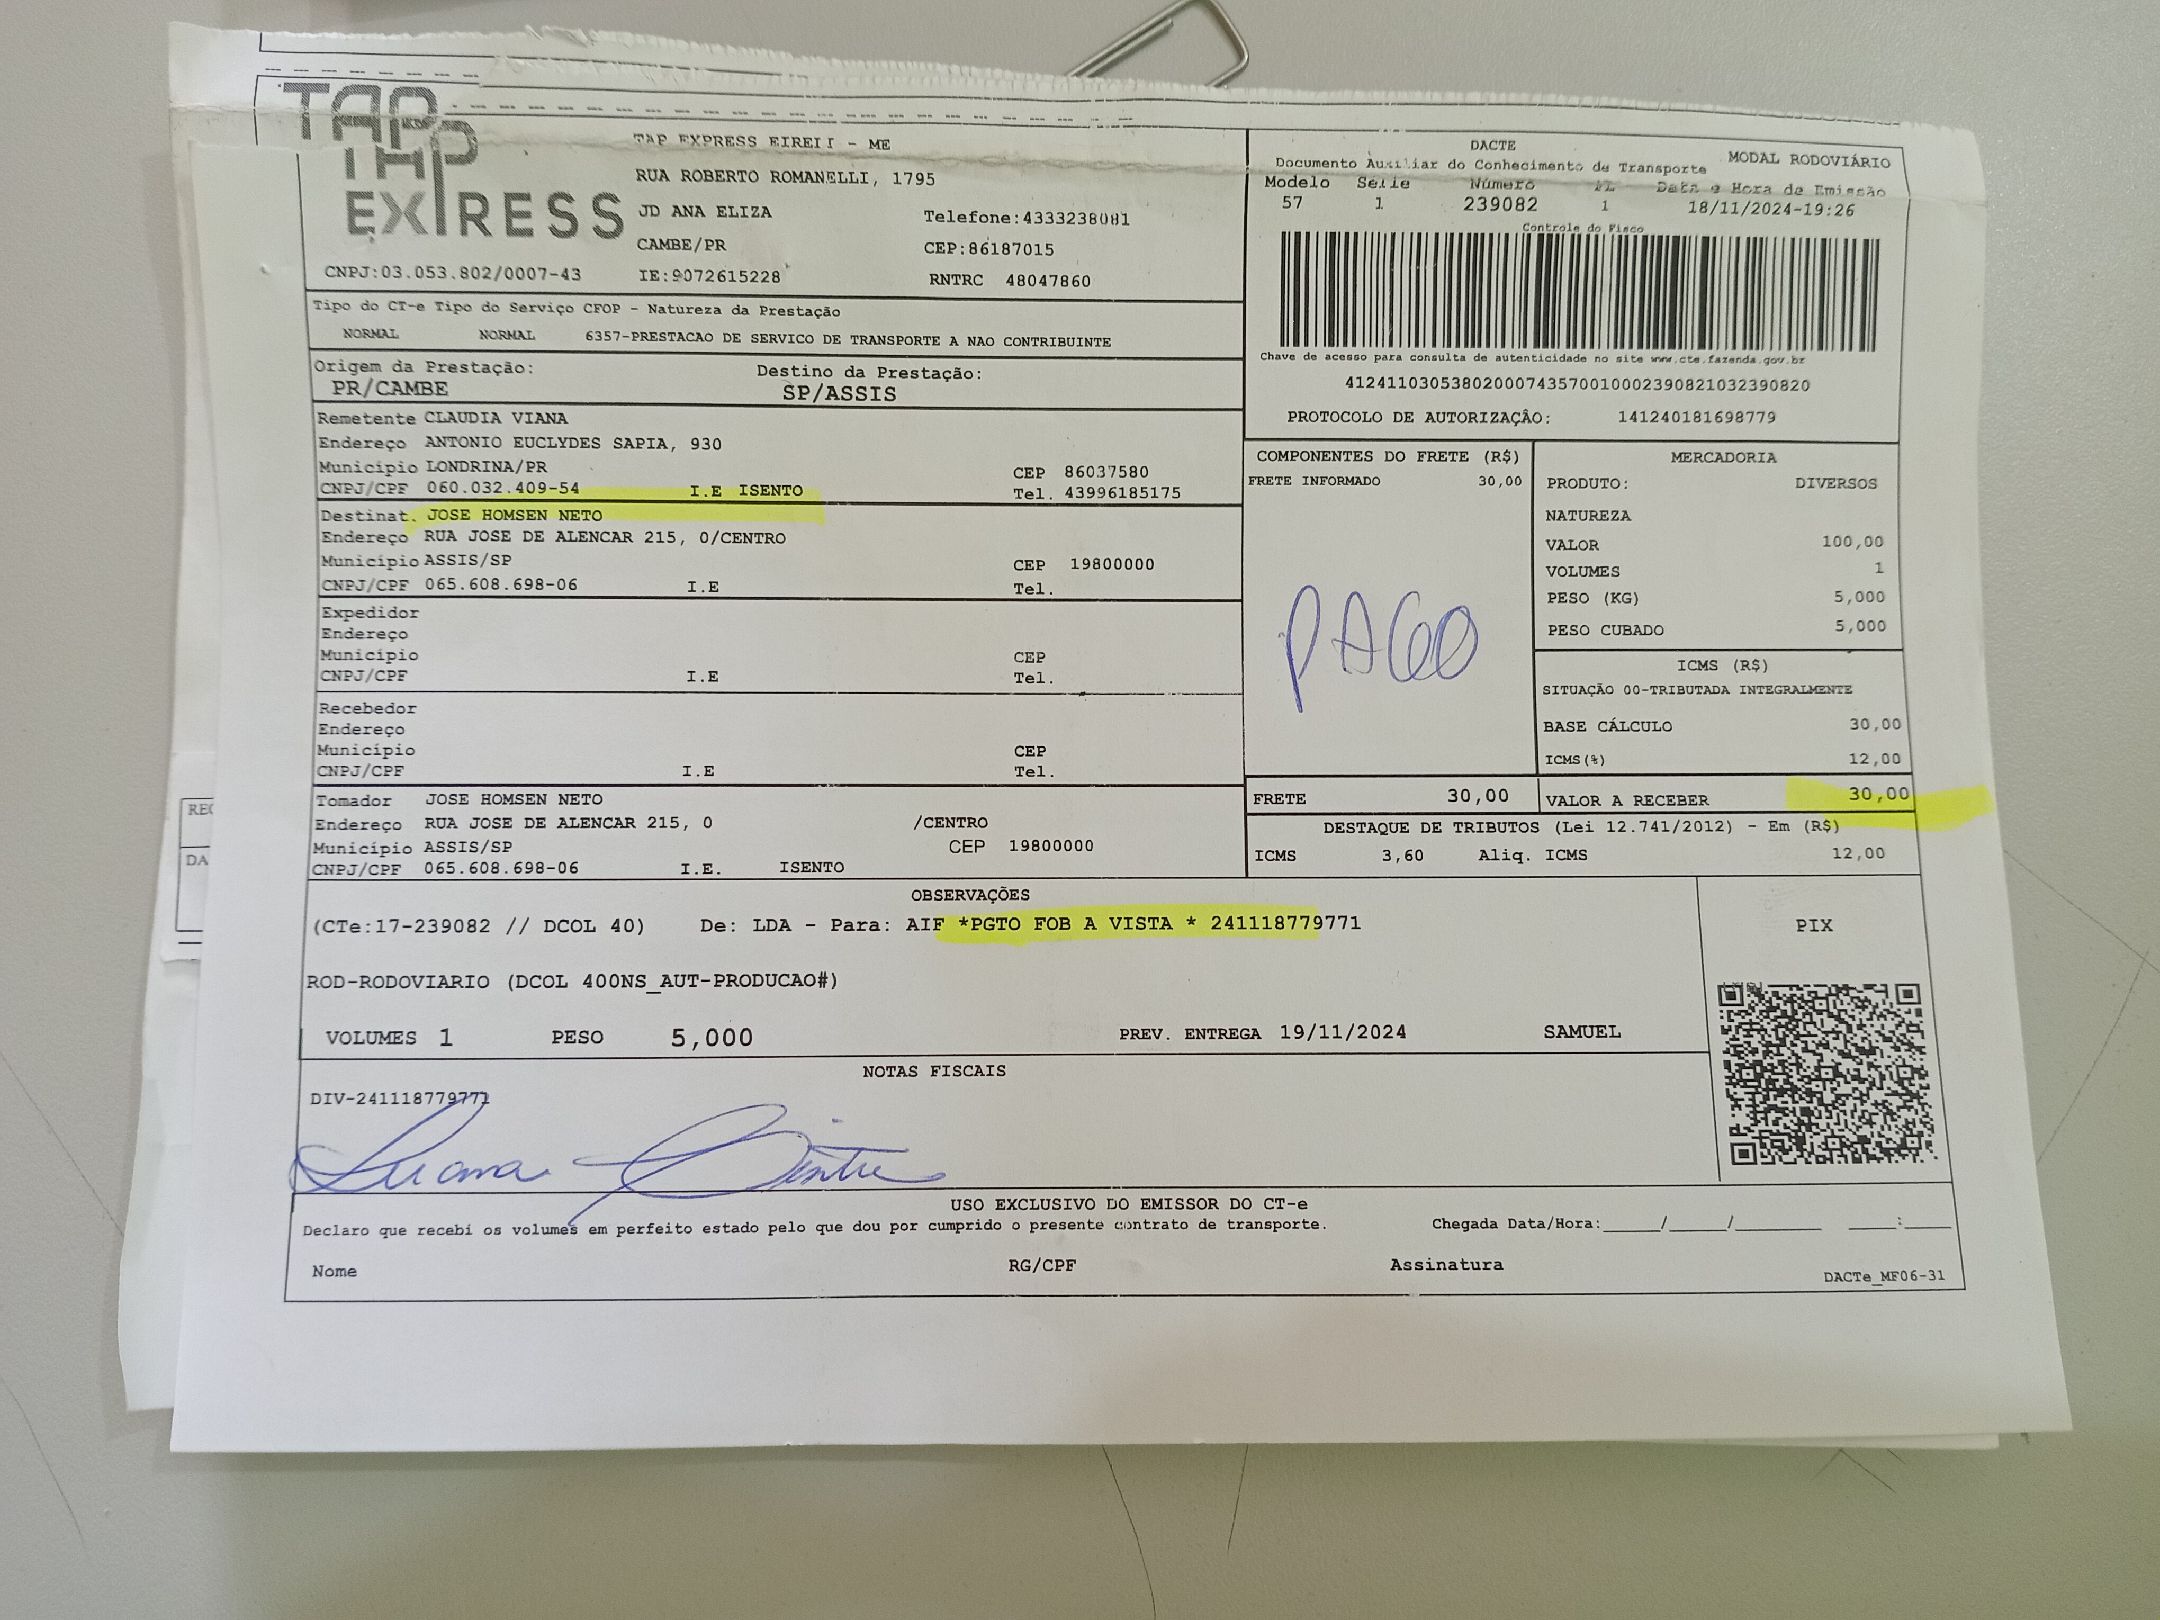 TAP
TAP
EXPRESS
TAP EXPRESS EIRELI - ME
RUA ROBERTO ROMANELLI, 1795
JD ANA ELIZA
Telefone:4333238081
CAMBE/PR
CEP:86187015
CNPJ:03.053.802/0007-43
IE:9072615228
RNTRC 48047860
DACTE
Documento Auxiliar do Conhecimento de Transporte
MODAL RODOVIÁRIO
Modelo Série Número FL Data e Hora de Emissão
57 1 239082 1 18/11/2024-19:26
Controle do Fisco
Chave de acesso para consulta de autenticidade no site www.cte.fazenda.gov.br
41241103053802000743570010002390821032390820
PROTOCOLO DE AUTORIZAÇÂO: 141240181698779
Tipo do CT-e Tipo do Serviço CFOP - Natureza da Prestação
NORMAL NORMAL 6357-PRESTACAO DE SERVICO DE TRANSPORTE A NAO CONTRIBUINTE
Origem da Prestação: Destino da Prestação:
PR/CAMBE SP/ASSIS
Remetente CLAUDIA VIANA
Endereço ANTONIO EUCLYDES SAPIA, 930
Município LONDRINA/PR CEP 86037580
CNPJ/CPF 060.032.409-54 I.E ISENTO Tel. 43996185175
Destinat. JOSE HOMSEN NETO
Endereço RUA JOSE DE ALENCAR 215, 0/CENTRO
Município ASSIS/SP CEP 19800000
CNPJ/CPF 065.608.698-06 I.E Tel.
Expedidor
Endereço
Município CEP
CNPJ/CPF I.E Tel.
Recebedor
Endereço
Município CEP
CNPJ/CPF I.E Tel.
Tomador JOSE HOMSEN NETO
Endereço RUA JOSE DE ALENCAR 215, 0 /CENTRO
Município ASSIS/SP CEP 19800000
CNPJ/CPF 065.608.698-06 I.E. ISENTO
COMPONENTES DO FRETE (R$)
FRETE INFORMADO 30,00
PAGO
MERCADORIA
PRODUTO: DIVERSOS
NATUREZA
VALOR 100,00
VOLUMES 1
PESO (KG) 5,000
PESO CUBADO 5,000
ICMS (R$)
SITUAÇÃO 00-TRIBUTADA INTEGRALMENTE
BASE CÁLCULO 30,00
ICMS(%) 12,00
FRETE 30,00 VALOR A RECEBER 30,00
DESTAQUE DE TRIBUTOS (Lei 12.741/2012) - Em (R$)
ICMS 3,60 Aliq. ICMS 12,00
OBSERVAÇÕES
(CTe:17-239082 // DCOL 40) De: LDA - Para: AIF *PGTO FOB A VISTA * 241118779771
PIX
ROD-RODOVIARIO (DCOL 400NS_AUT-PRODUCAO#)
VOLUMES 1 PESO 5,000 PREV. ENTREGA 19/11/2024 SAMUEL
NOTAS FISCAIS
DIV-241118779771
USO EXCLUSIVO DO EMISSOR DO CT-e
Declaro que recebi os volumes em perfeito estado pelo que dou por cumprido o presente contrato de transporte.
Chegada Data/Hora:____/____/______ ___:___
Nome RG/CPF Assinatura
DACTe_MF06-31
REC
DA